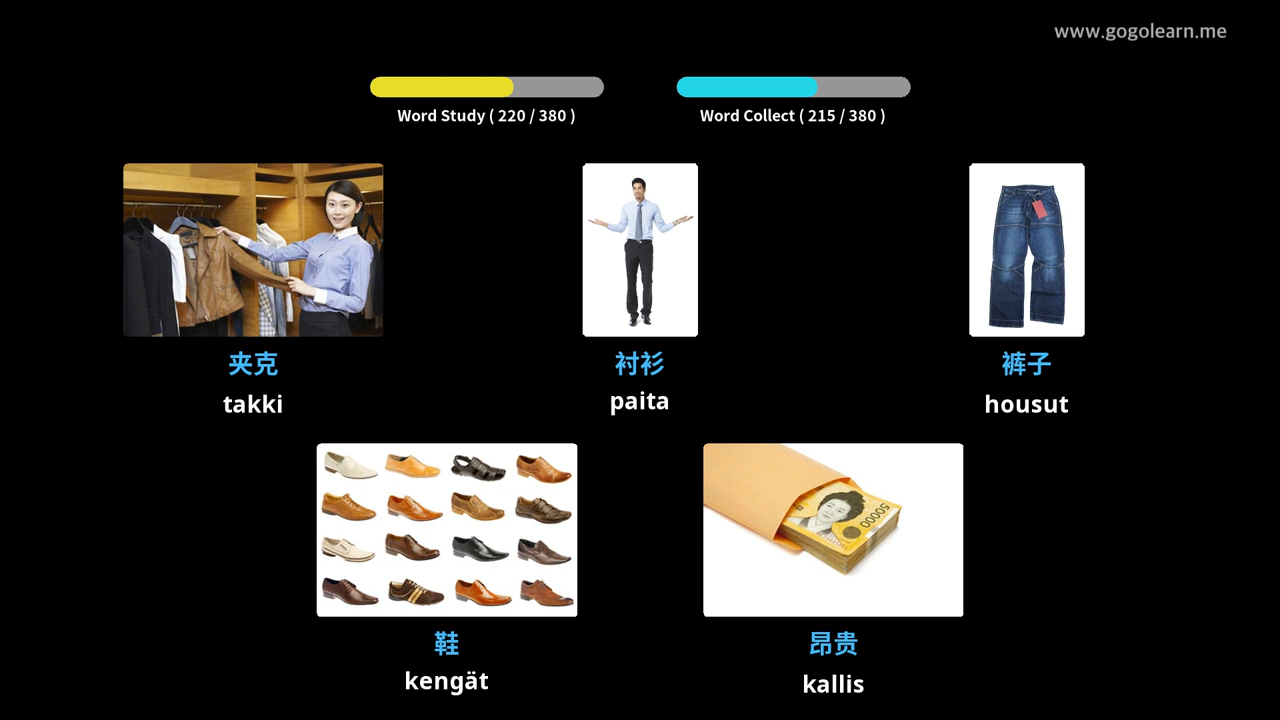 www.gogolearn.me
Word Study ( 220 / 380 )
Word Collect ( 215 / 380 )
夹克
takki
衬衫
paita
裤子
housut
50000
鞋
kengät
昂贵
kallis